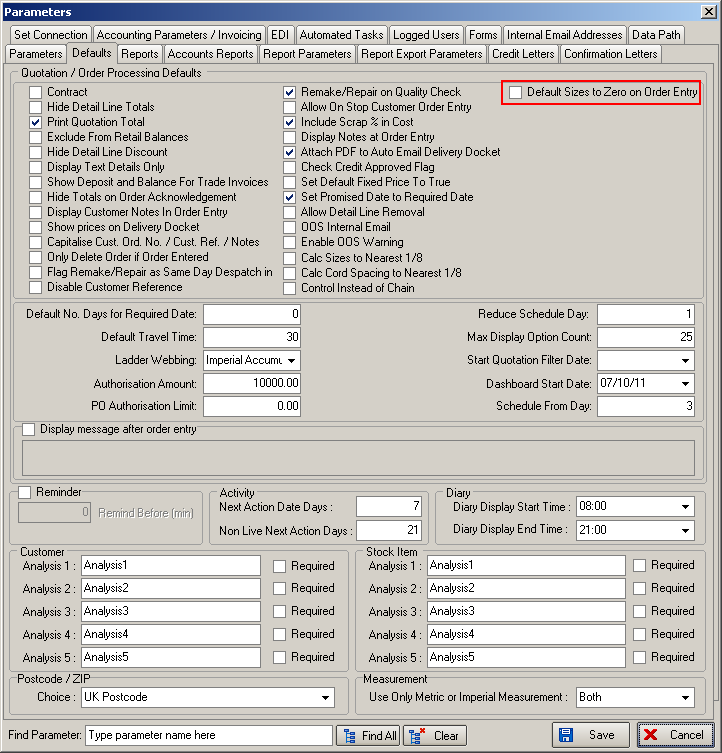 Parameters
Set Connection
Accounting Parameters / Invoicing
EDI
Automated Tasks
Logged Users
Forms
Internal Email Addresses
Data Path
Parameters
Defaults
Reports
Accounts Reports
Report Parameters
Report Export Parameters
Credit Letters
Confirmation Letters
Quotation / Order Processing Defaults
Contract
Hide Detail Line Totals
Print Quotation Total
Exclude From Retail Balances
Hide Detail Line Discount
Display Text Details Only
Show Deposit and Balance For Trade Invoices
Hide Totals on Order Acknowledgement
Display Customer Notes In Order Entry
Show prices on Delivery Docket
Capitalise Cust. Ord. No. / Cust. Ref. / Notes
Only Delete Order if Order Entered
Flag Remake/Repair as Same Day Despatch in
Disable Customer Reference
Remake/Repair on Quality Check
Allow On Stop Customer Order Entry
Include Scrap % in Cost
Display Notes at Order Entry
Attach PDF to Auto Email Delivery Docket
Check Credit Approved Flag
Set Default Fixed Price To True
Set Promised Date to Required Date
Allow Detail Line Removal
OOS Internal Email
Enable OOS Warning
Calc Sizes to Nearest 1/8
Calc Cord Spacing to Nearest 1/8
Control Instead of Chain
Default Sizes to Zero on Order Entry
Default No. Days for Required Date: 0
Default Travel Time: 30
Ladder Webbing: Imperial Accumu
Authorisation Amount: 10000.00
PO Authorisation Limit: 0.00
Reduce Schedule Day: 1
Max Display Option Count: 25
Start Quotation Filter Date:
Dashboard Start Date: 07/10/11
Schedule From Day: 3
Display message after order entry
Reminder
0 Remind Before (min)
Activity
Next Action Date Days : 7
Non Live Next Action Days : 21
Diary
Diary Display Start Time : 08:00
Diary Display End Time : 21:00
Customer
Analysis 1 : Analysis1 Required
Analysis 2 : Analysis2 Required
Analysis 3 : Analysis3 Required
Analysis 4 : Analysis4 Required
Analysis 5 : Analysis5 Required
Stock Item
Analysis 1 : Analysis1 Required
Analysis 2 : Analysis2 Required
Analysis 3 : Analysis3 Required
Analysis 4 : Analysis4 Required
Analysis 5 : Analysis5 Required
Postcode / ZIP
Choice : UK Postcode
Measurement
Use Only Metric or Imperial Measurement : Both
Find Parameter: Type parameter name here
Find All
Clear
Save
Cancel